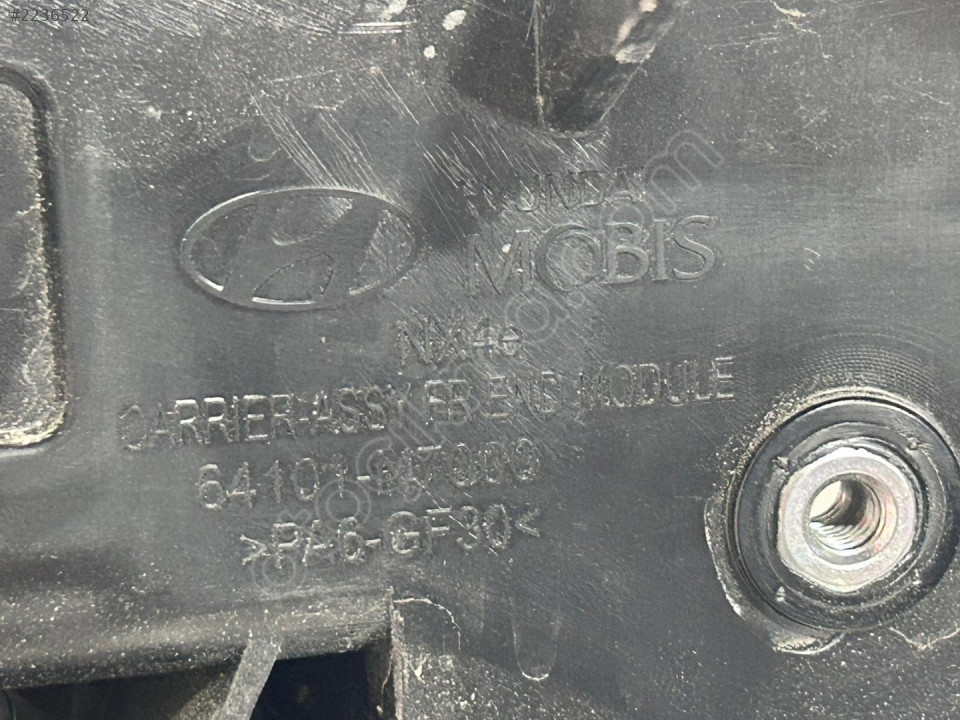 #2236522
HYUNDAI
MOBIS
NX4e
CARRIER-ASSY FR END MODULE
64101-N7000
>PA6-GF30<